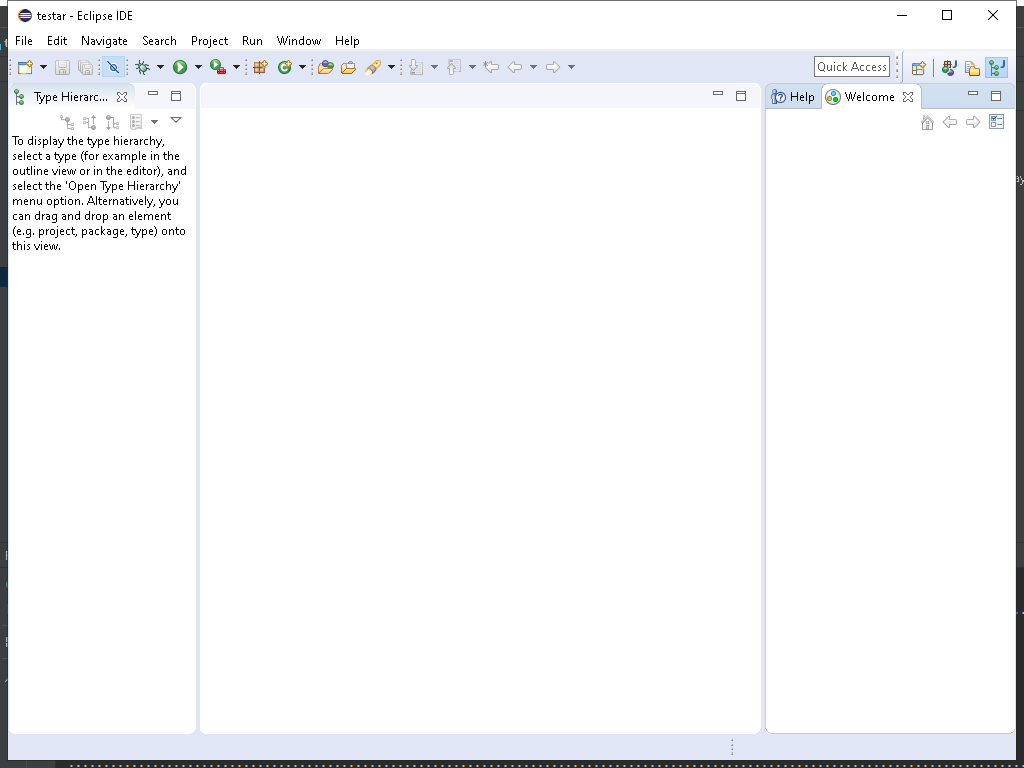 testar - Eclipse IDE
File Edit Navigate Search Project Run Window Help
Quick Access
Type Hierarc...
Help Welcome
To display the type hierarchy,
select a type (for example in the
outline view or in the editor), and
select the 'Open Type Hierarchy'
menu option. Alternatively, you
can drag and drop an element
(e.g. project, package, type) onto
this view.